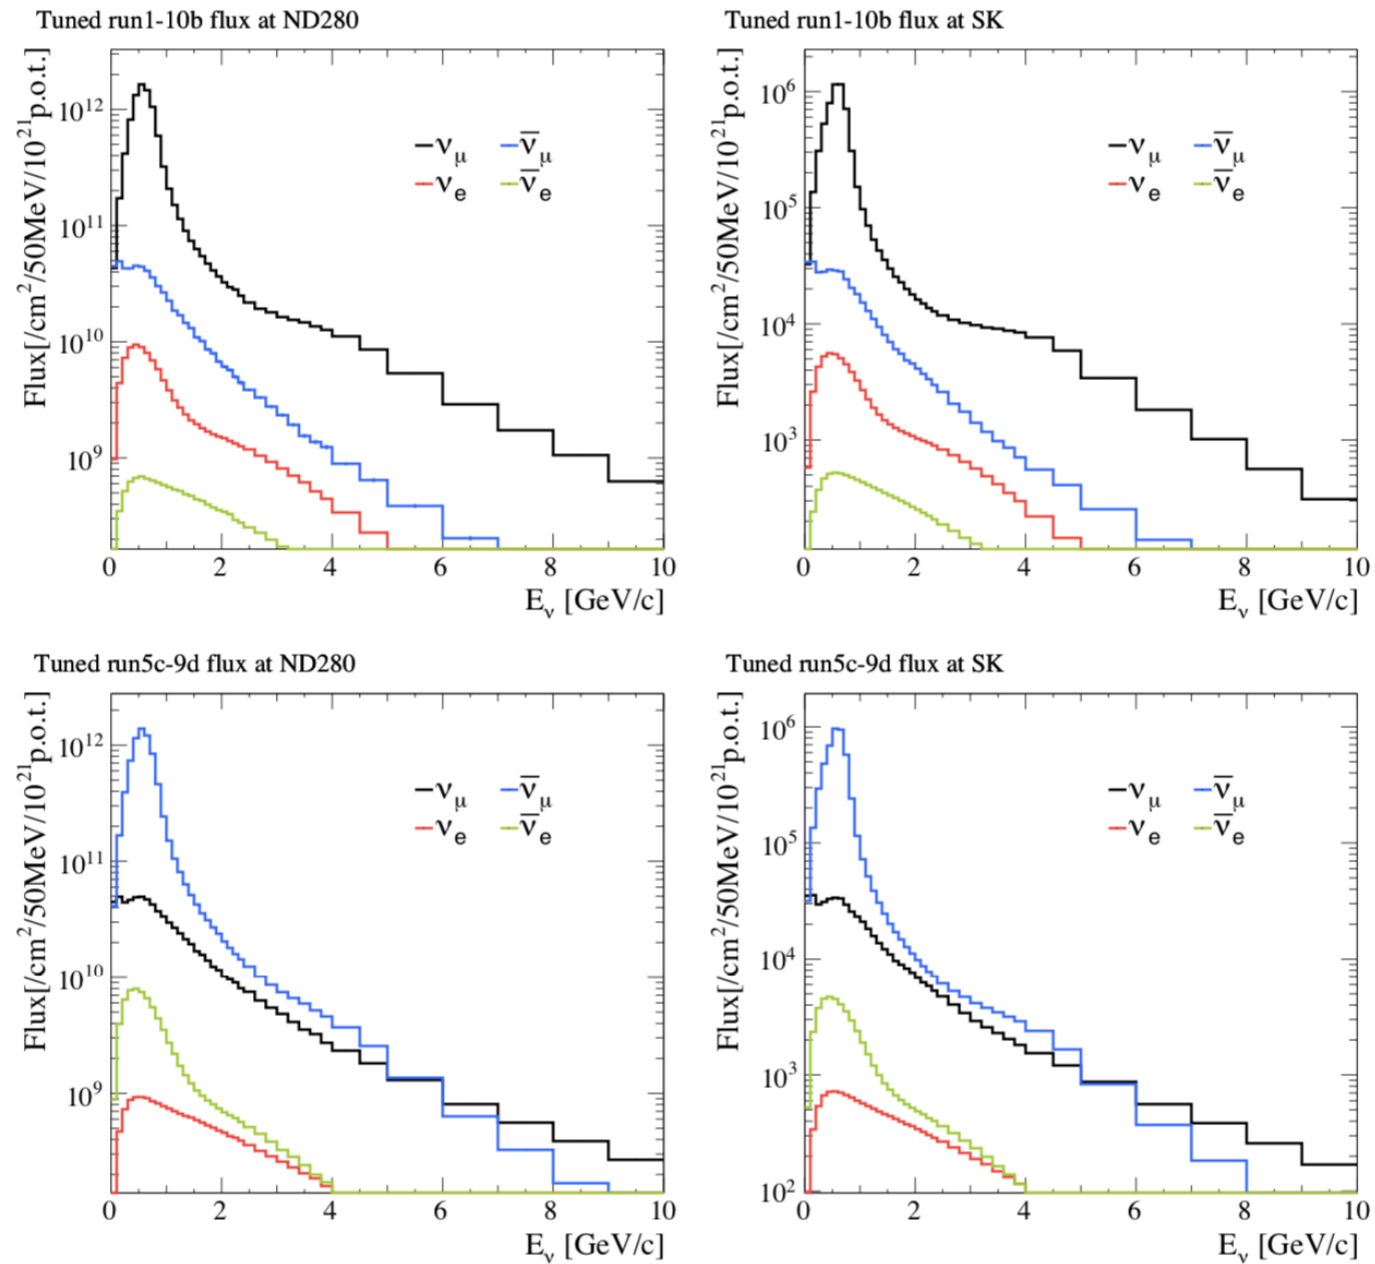 Tuned run1-10b flux at ND280
Flux[/cm²/50MeV/10²¹p.o.t.]
10¹²
10¹¹
10¹⁰
10⁹
ν_μ ν̅_μ
ν_e ν̅_e
0 2 4 6 8 10
E_ν [GeV/c]
Tuned run1-10b flux at SK
Flux[/cm²/50MeV/10²¹p.o.t.]
10⁶
10⁵
10⁴
10³
ν_μ ν̅_μ
ν_e ν̅_e
0 2 4 6 8 10
E_ν [GeV/c]
Tuned run5c-9d flux at ND280
Flux[/cm²/50MeV/10²¹p.o.t.]
10¹²
10¹¹
10¹⁰
10⁹
ν_μ ν̅_μ
ν_e ν̅_e
0 2 4 6 8 10
E_ν [GeV/c]
Tuned run5c-9d flux at SK
Flux[/cm²/50MeV/10²¹p.o.t.]
10⁶
10⁵
10⁴
10³
10²
ν_μ ν̅_μ
ν_e ν̅_e
0 2 4 6 8 10
E_ν [GeV/c]